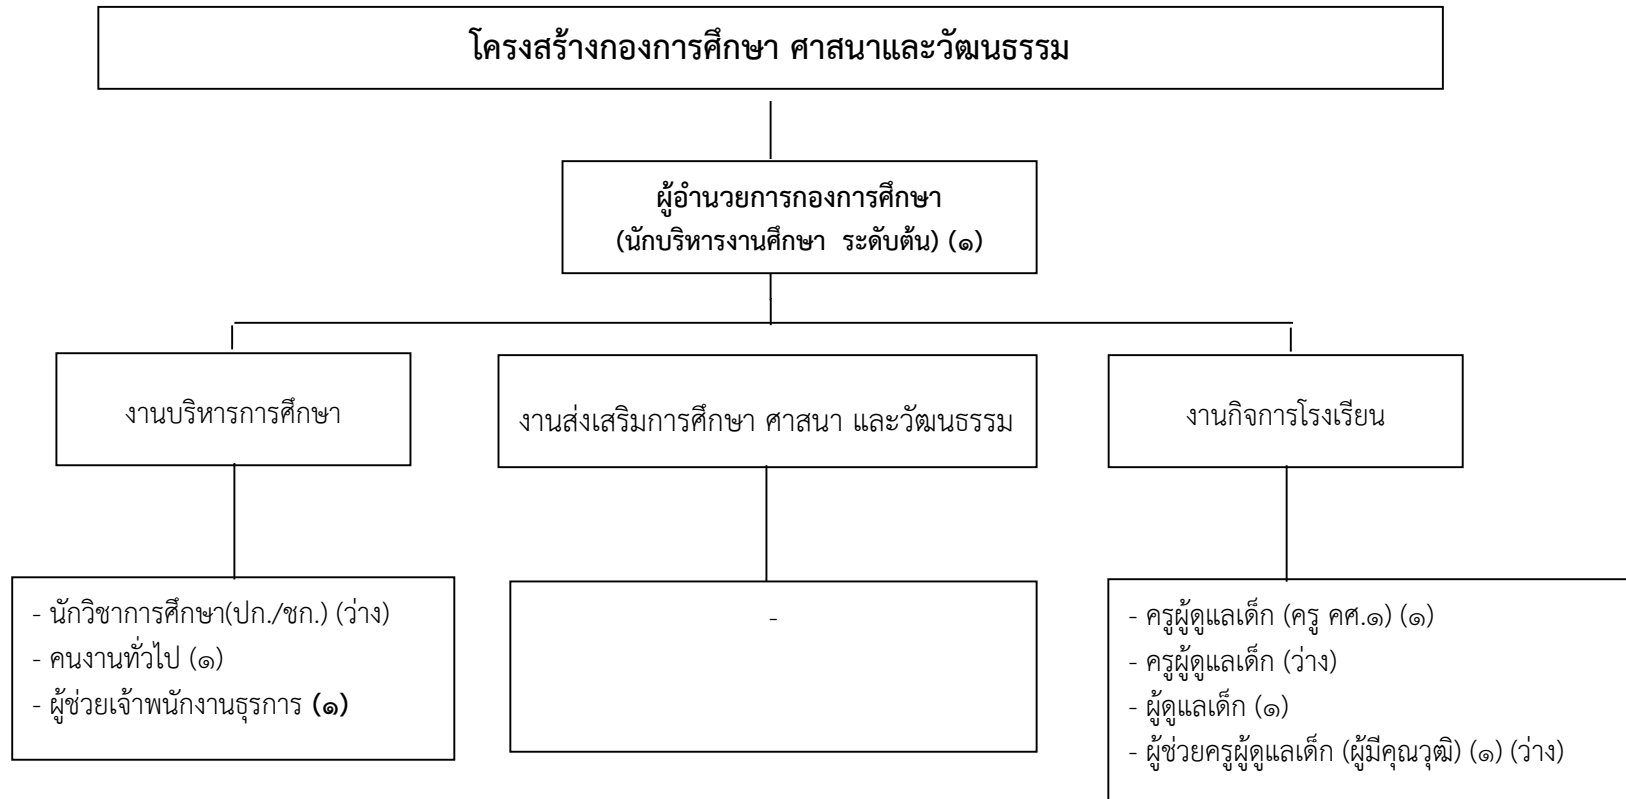 โครงสร้างกองการศึกษา ศาสนาและวัฒนธรรม
ผู้อำนวยการกองการศึกษา
(นักบริหารงานศึกษา ระดับต้น) (๑)
งานบริหารการศึกษา
งานส่งเสริมการศึกษา ศาสนา และวัฒนธรรม
งานกิจการโรงเรียน
- นักวิชาการศึกษา(ปก./ชก.) (ว่าง)
- คนงานทั่วไป (๑)
- ผู้ช่วยเจ้าพนักงานธุรการ (๑)
-
- ครูผู้ดูแลเด็ก (ครู คศ.๑) (๑)
- ครูผู้ดูแลเด็ก (ว่าง)
- ผู้ดูแลเด็ก (๑)
- ผู้ช่วยครูผู้ดูแลเด็ก (ผู้มีคุณวุฒิ) (๑) (ว่าง)